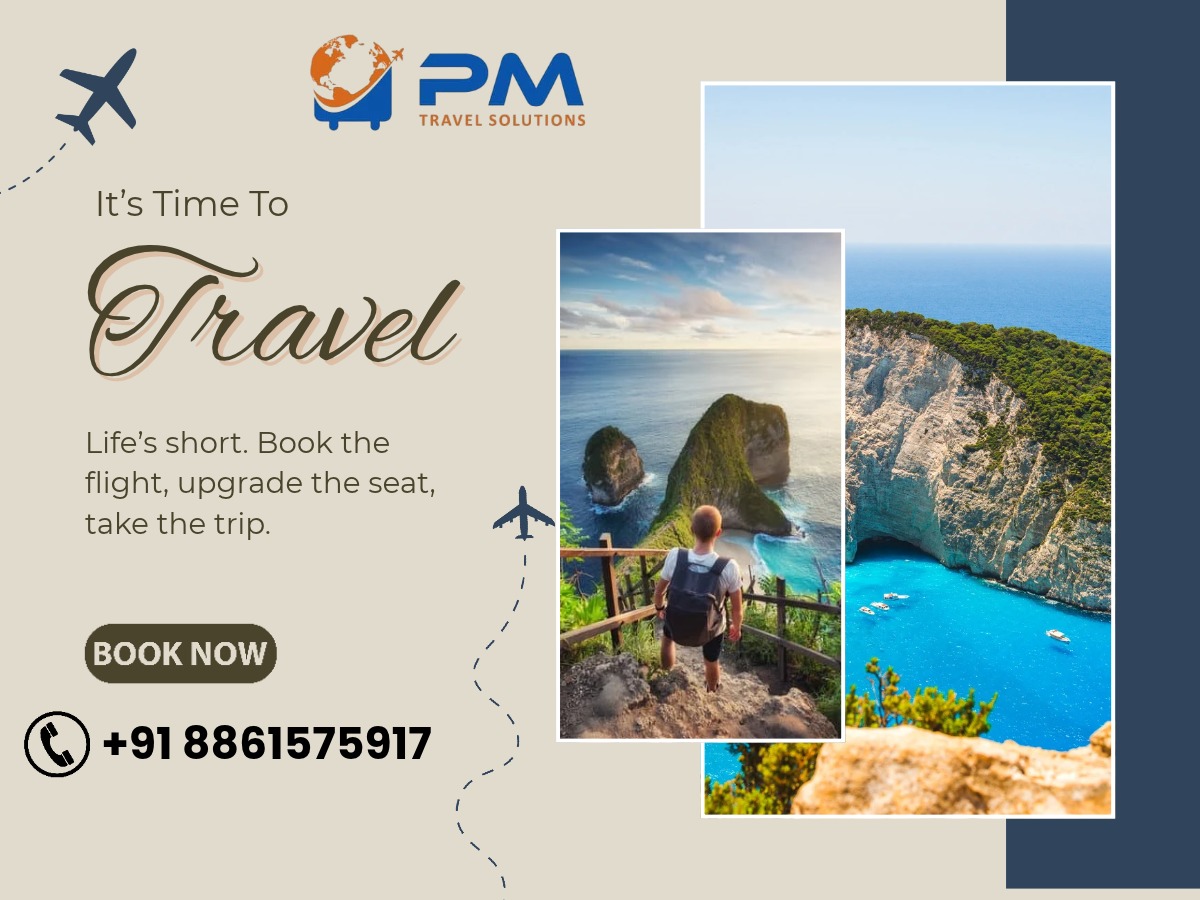 PM
TRAVEL SOLUTIONS
It’s Time To
Travel
Life’s short. Book the
flight, upgrade the seat,
take the trip.
BOOK NOW
+91 8861575917